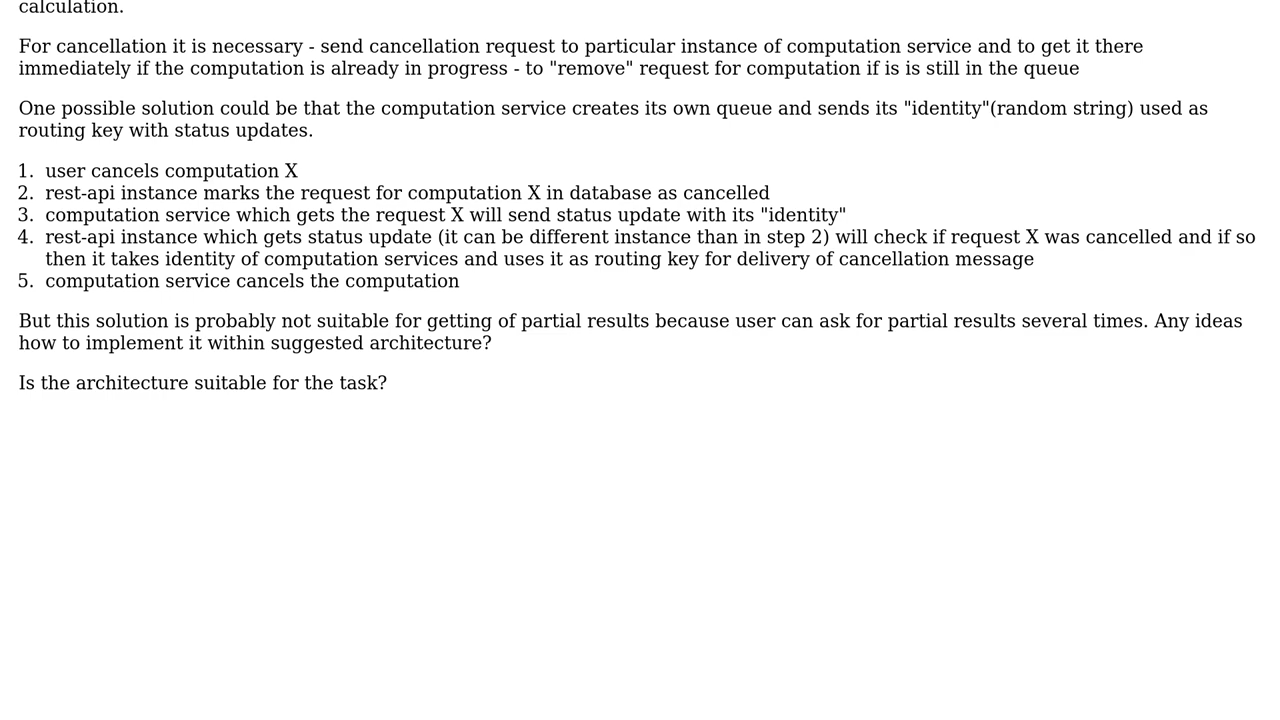 calculation.
For cancellation it is necessary - send cancellation request to particular instance of computation service and to get it there
immediately if the computation is already in progress - to "remove" request for computation if is is still in the queue
One possible solution could be that the computation service creates its own queue and sends its "identity"(random string) used as
routing key with status updates.
1. user cancels computation X
2. rest-api instance marks the request for computation X in database as cancelled
3. computation service which gets the request X will send status update with its "identity"
4. rest-api instance which gets status update (it can be different instance than in step 2) will check if request X was cancelled and if so
then it takes identity of computation services and uses it as routing key for delivery of cancellation message
5. computation service cancels the computation
But this solution is probably not suitable for getting of partial results because user can ask for partial results several times. Any ideas
how to implement it within suggested architecture?
Is the architecture suitable for the task?